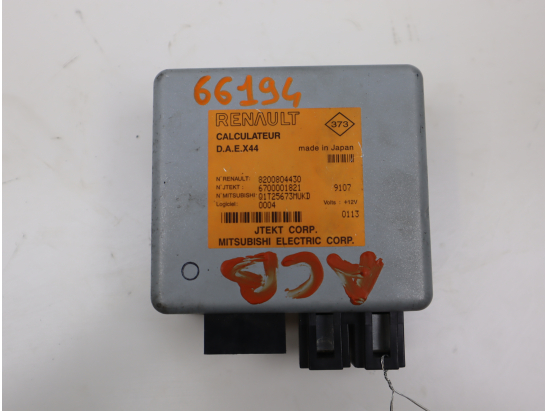 66194
RENAULT
373
CALCULATEUR
D.A.E.X44 made in Japan
N°RENAULT: 8200804430
N°JTEKT : 6700001821 9107
N°MITSUBISHI: Q1T25673MUKD
Logiciel: 0004 Volts : +12V
0113
JTEKT CORP.
MITSUBISHI ELECTRIC CORP.
ACB